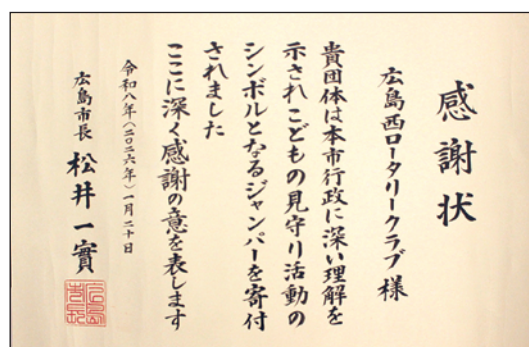 感謝状
広島西ロータリークラブ様
貴団体は本市行政に深い理解を
示されこどもの見守り活動の
シンボルとなるジャンパーを寄付
されました
ここに深く感謝の意を表します
令和八年(二〇二六年)一月二十日
広島市長 松井一實
広島市長